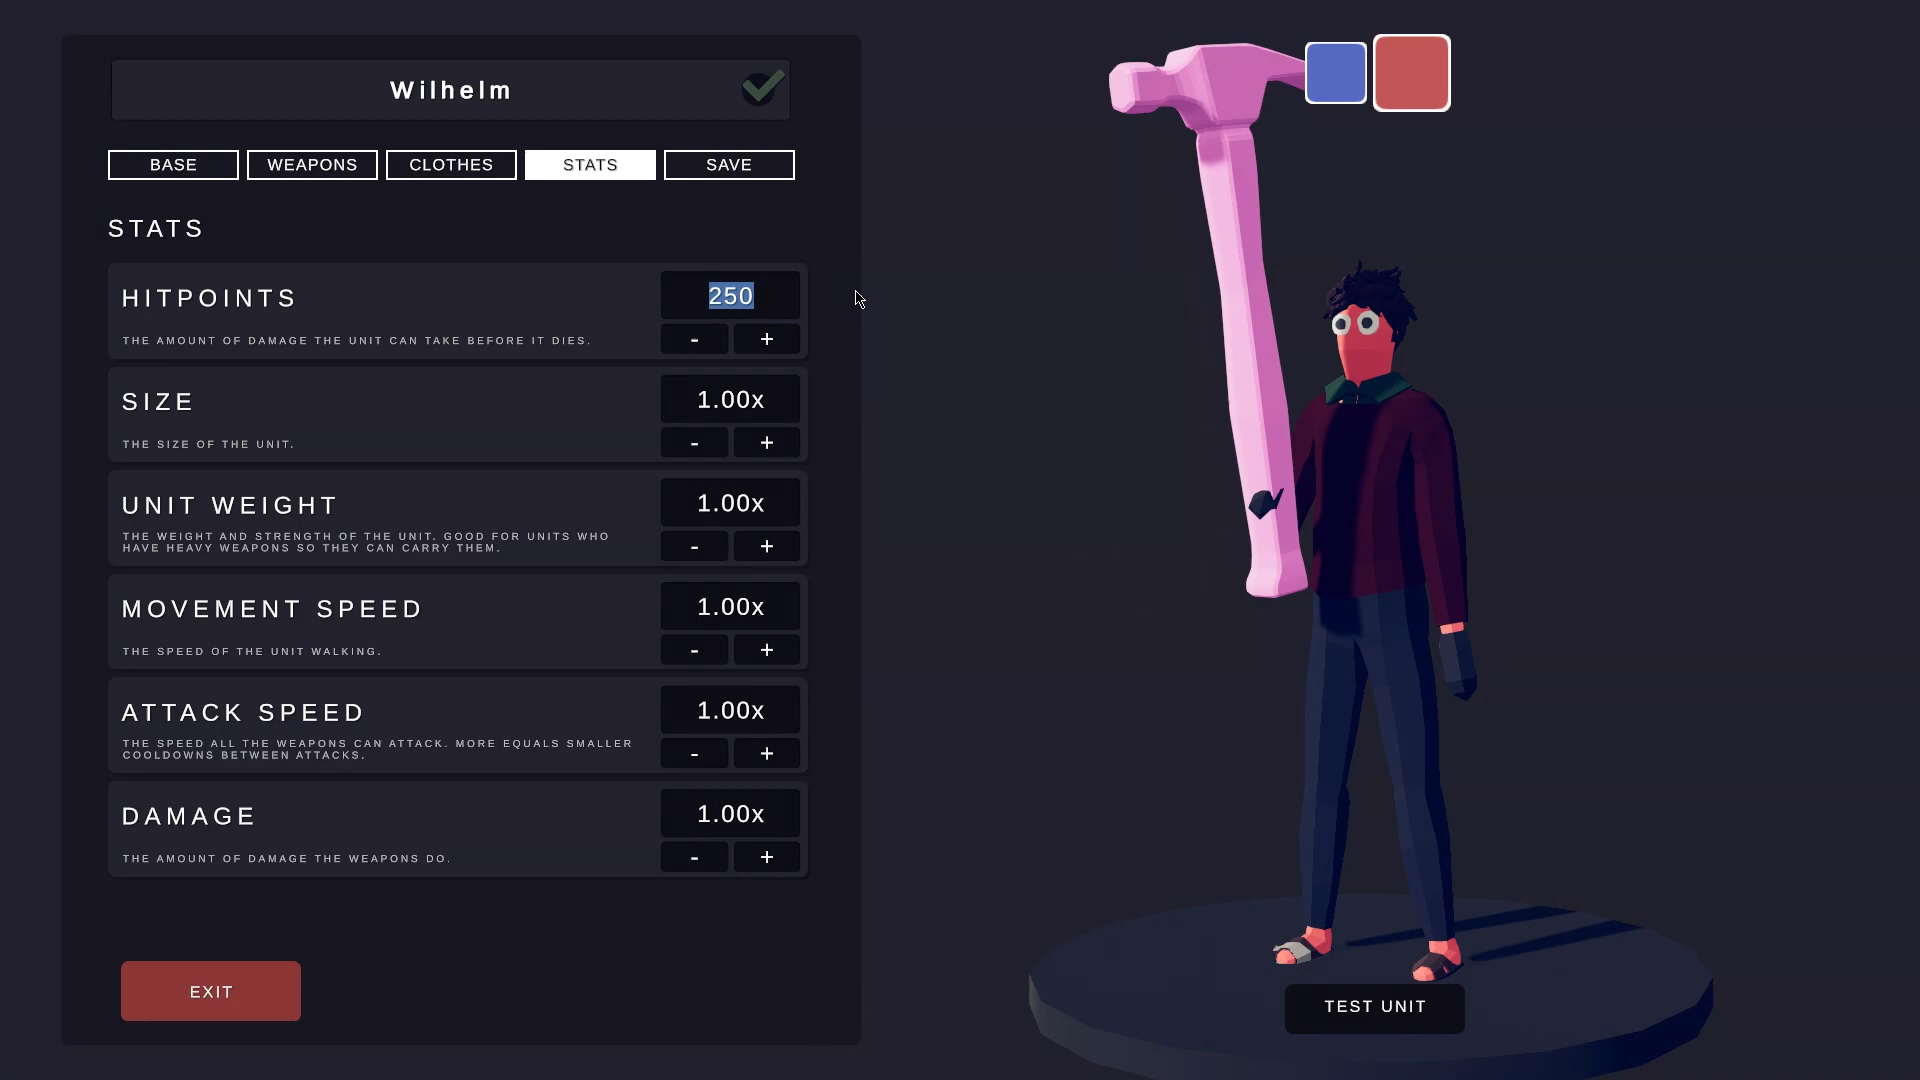 Wilhelm
BASE
WEAPONS
CLOTHES
STATS
SAVE
STATS
HITPOINTS
250
THE AMOUNT OF DAMAGE THE UNIT CAN TAKE BEFORE IT DIES.
-
+
SIZE
1.00x
THE SIZE OF THE UNIT.
-
+
UNIT WEIGHT
1.00x
THE WEIGHT AND STRENGTH OF THE UNIT. GOOD FOR UNITS WHO
HAVE HEAVY WEAPONS SO THEY CAN CARRY THEM.
-
+
MOVEMENT SPEED
1.00x
THE SPEED OF THE UNIT WALKING.
-
+
ATTACK SPEED
1.00x
THE SPEED ALL THE WEAPONS CAN ATTACK. MORE EQUALS SMALLER
COOLDOWNS BETWEEN ATTACKS.
-
+
DAMAGE
1.00x
THE AMOUNT OF DAMAGE THE WEAPONS DO.
-
+
EXIT
TEST UNIT